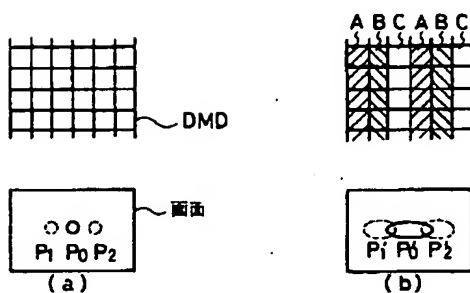 A B C A B C
DMD
画面
P₁ P₀ P₂
P₁' P₀' P₂'
(a)
(b)